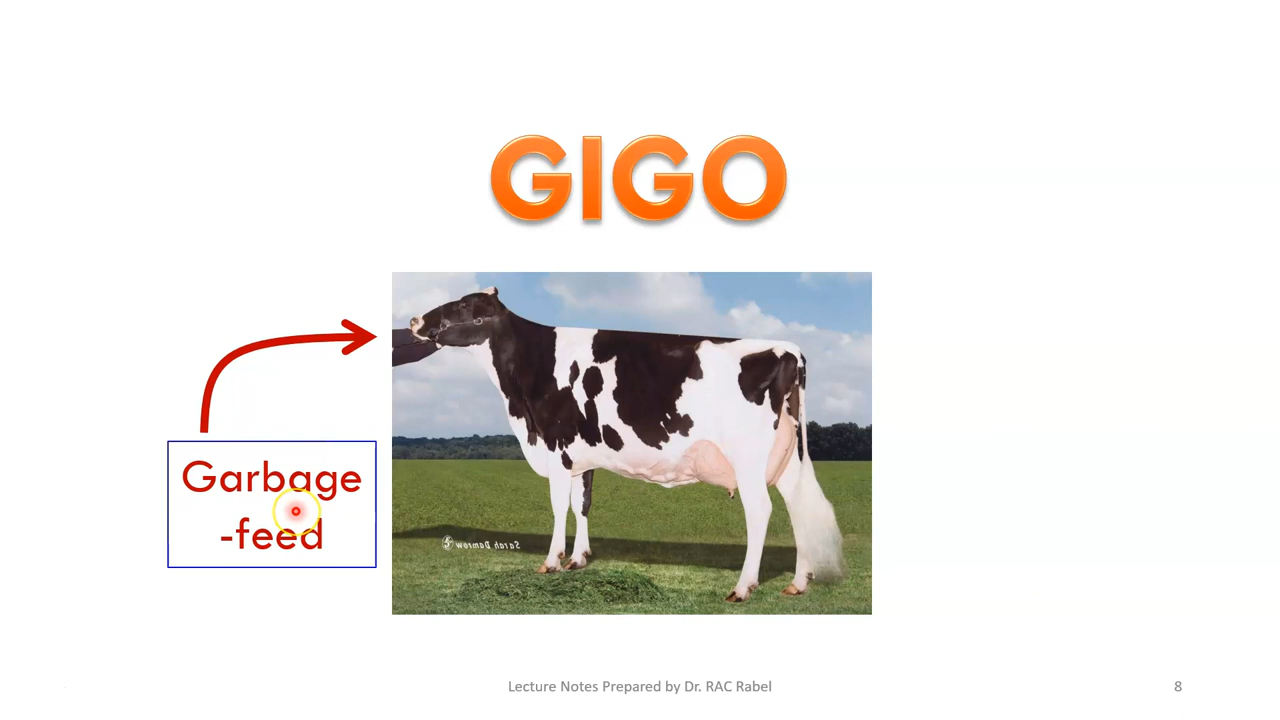 GIGO
Garbage
-feed
Sarah Damrow
Lecture Notes Prepared by Dr. RAC Rabel
8